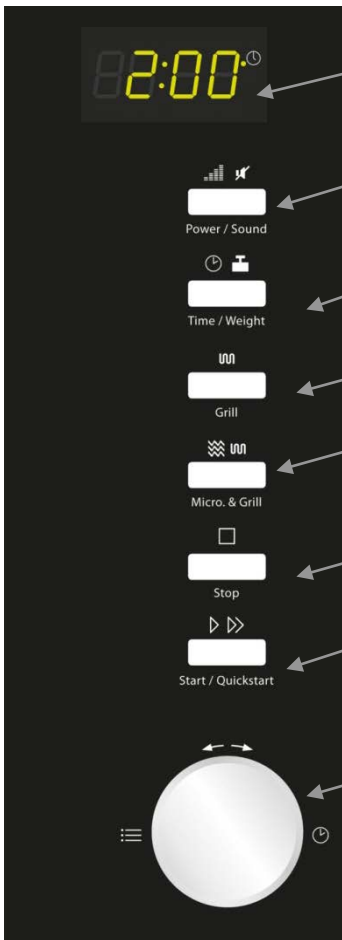 2:00
Power / Sound
Time / Weight
Grill
Micro. & Grill
Stop
Start / Quickstart